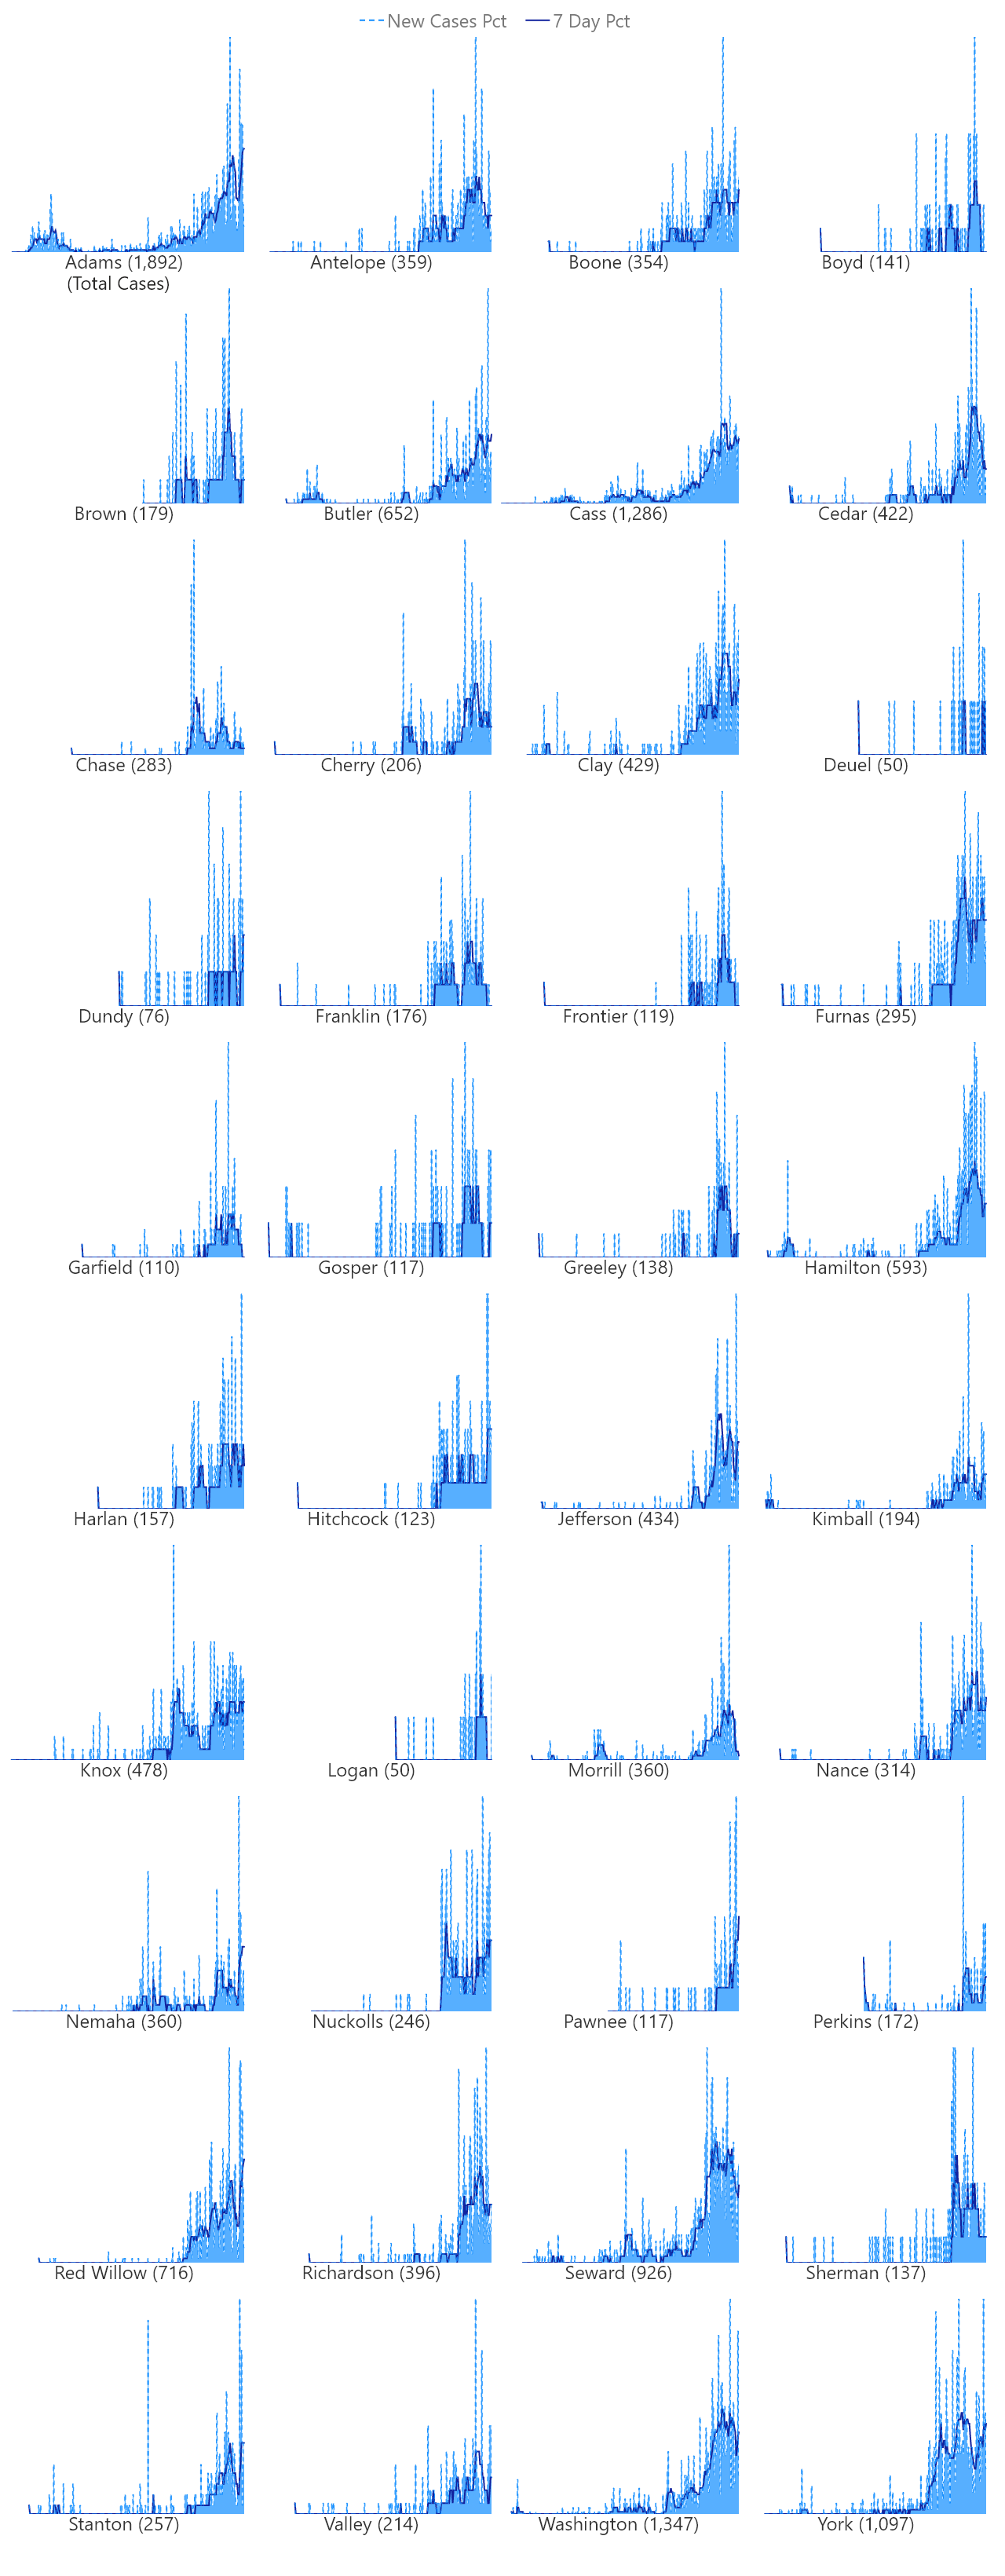 New Cases Pct 7 Day Pct
Adams (1,892) Antelope (359) Boone (354) Boyd (141)
(Total Cases)
Brown (179) Butler (652) Cass (1,286) Cedar (422)
Chase (283) Cherry (206) Clay (429) Deuel (50)
Dundy (76) Franklin (176) Frontier (119) Furnas (295)
Garfield (110) Gosper (117) Greeley (138) Hamilton (593)
Harlan (157) Hitchcock (123) Jefferson (434) Kimball (194)
Knox (478) Logan (50) Morrill (360) Nance (314)
Nemaha (360) Nuckolls (246) Pawnee (117) Perkins (172)
Red Willow (716) Richardson (396) Seward (926) Sherman (137)
Stanton (257) Valley (214) Washington (1,347) York (1,097)